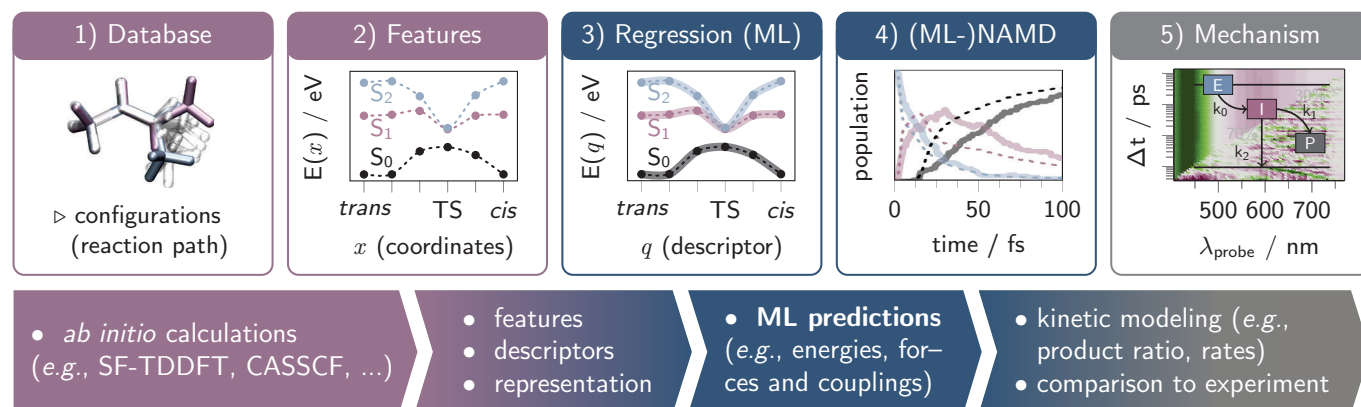 1) Database
▷ configurations
(reaction path)
2) Features
E(x) / eV
S₂
S₁
S₀
trans TS cis
x (coordinates)
3) Regression (ML)
E(q) / eV
S₂
S₁
S₀
trans TS cis
q (descriptor)
4) (ML-)NAMD
population
0 50 100
time / fs
5) Mechanism
Δt / ps
E
k₀
I
k₁
P
k₂
500 600 700
λprobe / nm
• ab initio calculations
(e.g., SF-TDDFT, CASSCF, ...)
• features
• descriptors
• representation
• ML predictions
(e.g., energies, for–
ces and couplings)
• kinetic modeling (e.g.,
product ratio, rates)
• comparison to experiment